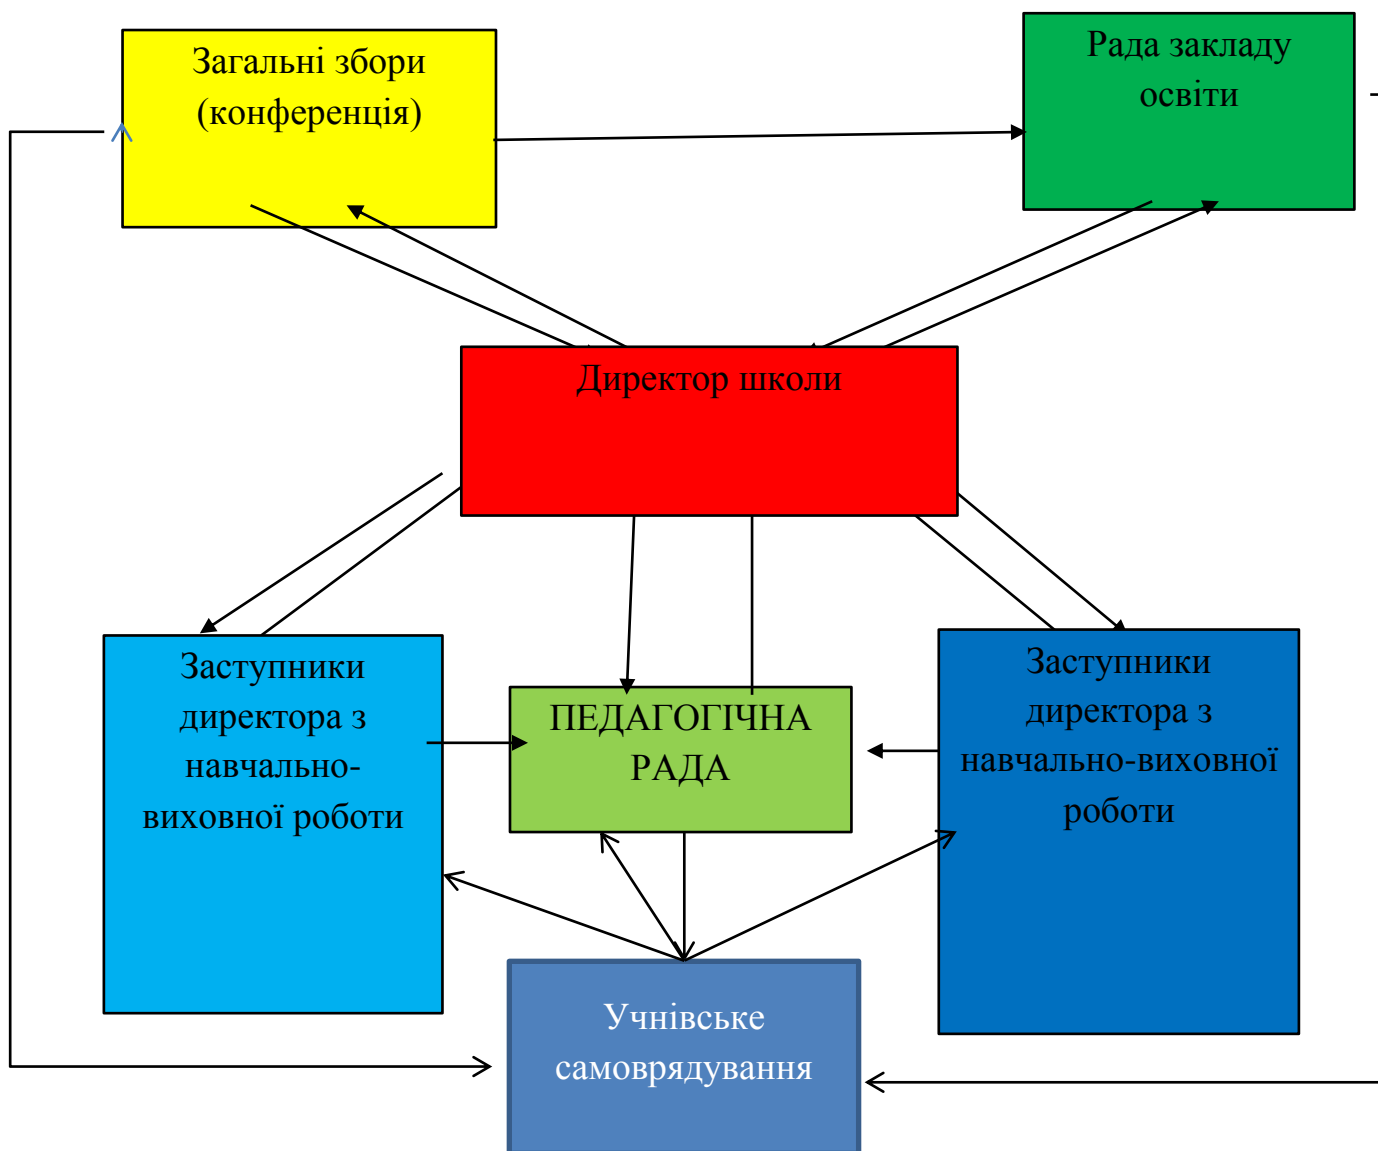 Загальні збори
(конференція)
Рада закладу
освіти
Директор школи
Заступники
директора з
навчально-
виховної роботи
ПЕДАГОГІЧНА
РАДА
Заступники
директора з
навчально-виховної
роботи
Учнівське
самоврядування